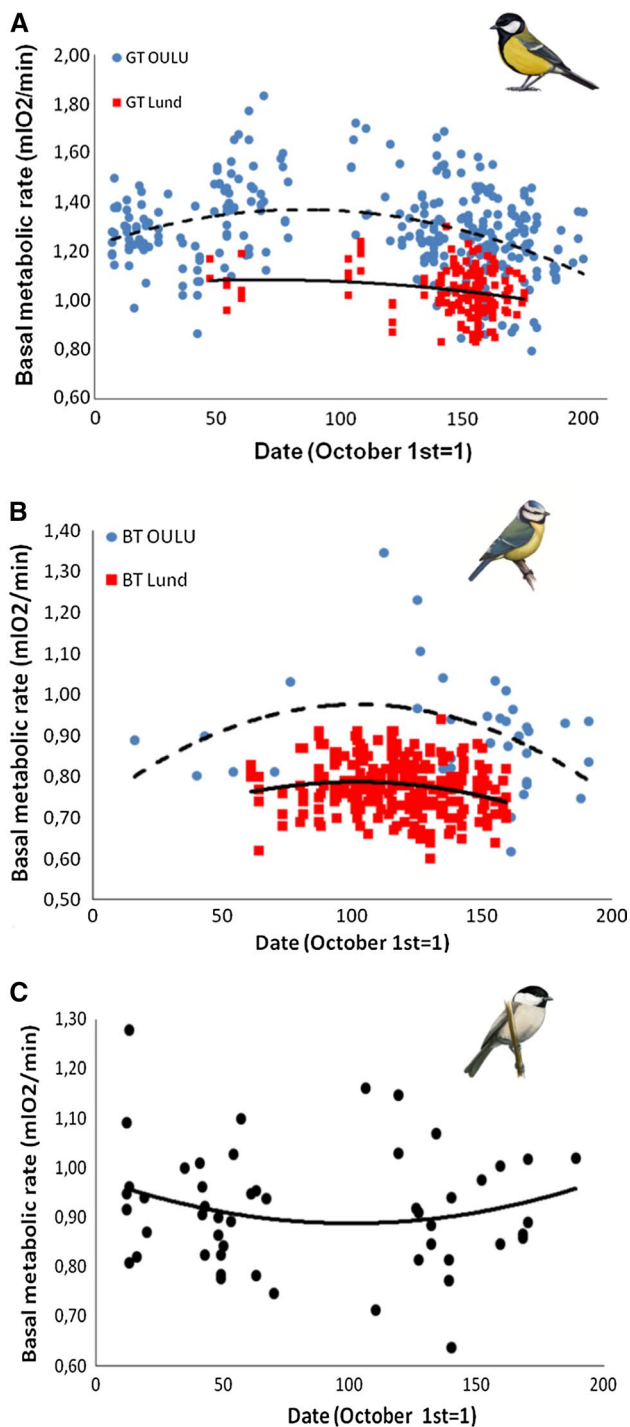 A
Basal metabolic rate (mlO2/min)
2,00
1,80
1,60
1,40
1,20
1,00
0,80
0,60
GT OULU
GT Lund
0 50 100 150 200
Date (October 1st=1)
B
Basal metabolic rate (mlO2/min)
1,40
1,30
1,20
1,10
1,00
0,90
0,80
0,70
0,60
0,50
BT OULU
BT Lund
0 50 100 150 200
Date (October 1st=1)
C
Basal metabolic rate (mlO2/min)
1,30
1,20
1,10
1,00
0,90
0,80
0,70
0,60
0 50 100 150 200
Date (October 1st=1)